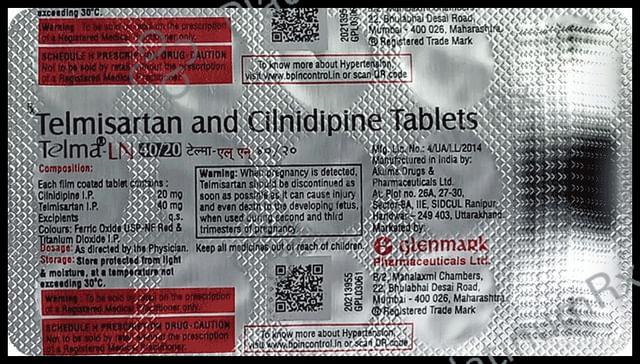 exceeding 30°C.
Warning: To be sold by retail on the prescription
of a Registered Medical Practitioner only.
SCHEDULE H PRESCRIPTION DRUG-CAUTION
Not to be sold by retail without the prescription
of a Registered Medical Practitioner.
To know more about Hypertension,
visit www.bpincontrol.in or scan QR code
22, Bhulabhai Desai Road,
Mumbai - 400 026, Maharashtra
® Registered Trade Mark
Rx
Telmisartan and Cilnidipine Tablets
Telma® LN 40/20 टेल्मा-एल एन ४०/२०
Composition:
Each film coated tablet contains:
Cilnidipine I.P. 20 mg
Telmisartan I.P. 40 mg
Excipients q.s.
Colours: Ferric Oxide USP-NF Red &
Titanium Dioxide I.P.
Dosage: As directed by the Physician. Keep all medicines out of reach of children.
Storage: Store protected from light
& moisture, at a temperature not
exceeding 30°C.
Warning: When pregnancy is detected,
Telmisartan should be discontinued as
soon as possible as it can cause injury
and even death to the developing fetus,
when used during second and third
trimesters of pregnancy
Mfg. Lic. No.: 4/UA/LL/2014
Manufactured in India by:
Akums Drugs &
Pharmaceuticals Ltd.
At: Plot no. 26A, 27-30,
Sector-8A, IIE, SIDCUL Ranipur,
Haridwar - 249 403, Uttarakhand.
Marketed by:
glenmark
Pharmaceuticals Ltd.
B/2, Mahalaxmi Chambers,
22, Bhulabhai Desai Road,
Mumbai - 400 026, Maharashtra
® Registered Trade Mark
20213955
GPL03061
Warning: To be sold by retail on the prescription
of a Registered Medical Practitioner only.
SCHEDULE H PRESCRIPTION DRUG-CAUTION
Not to be sold by retail without the prescription
of a Registered Medical Practitioner.
To know more about Hypertension,
visit www.bpincontrol.in or scan QR code